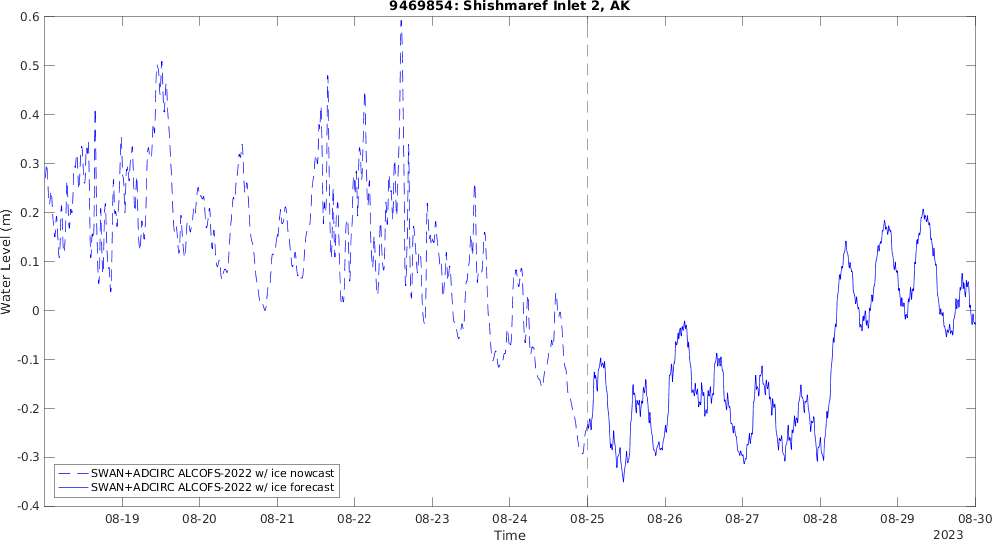 9469854: Shishmaref Inlet 2, AK
0.6
0.5
0.4
0.3
0.2
0.1
0
-0.1
-0.2
-0.3
-0.4
Water Level (m)
SWAN+ADCIRC ALCOFS-2022 w/ ice nowcast
SWAN+ADCIRC ALCOFS-2022 w/ ice forecast
08-19 08-20 08-21 08-22 08-23 08-24 08-25 08-26 08-27 08-28 08-29 08-30
Time
2023